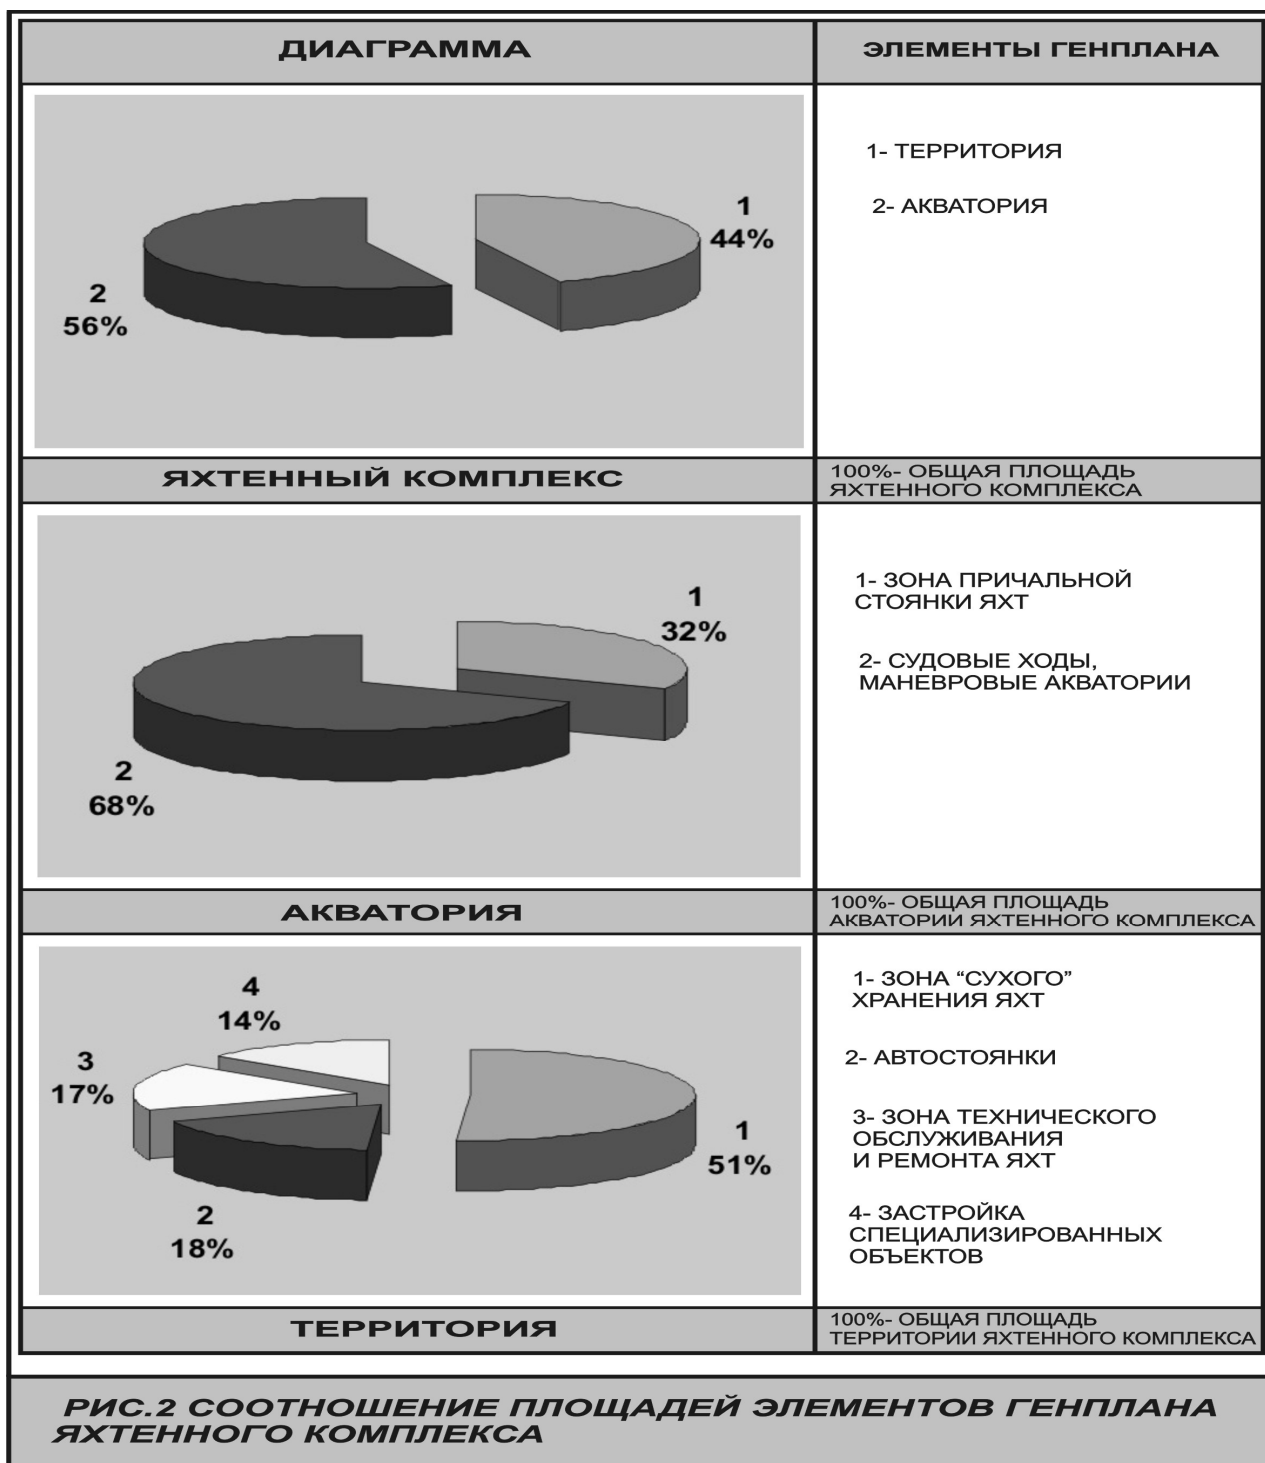 ДИАГРАММА
ЭЛЕМЕНТЫ ГЕНПЛАНА
1
44%
2
56%
1- ТЕРРИТОРИЯ
2- АКВАТОРИЯ
ЯХТЕННЫЙ КОМПЛЕКС
100%- ОБЩАЯ ПЛОЩАДЬ
ЯХТЕННОГО КОМПЛЕКСА
1
32%
2
68%
1- ЗОНА ПРИЧАЛЬНОЙ
СТОЯНКИ ЯХТ
2- СУДОВЫЕ ХОДЫ,
МАНЕВРОВЫЕ АКВАТОРИИ
АКВАТОРИЯ
100%- ОБЩАЯ ПЛОЩАДЬ
АКВАТОРИИ ЯХТЕННОГО КОМПЛЕКСА
4
14%
3
17%
1
51%
2
18%
1- ЗОНА “СУХОГО”
ХРАНЕНИЯ ЯХТ
2- АВТОСТОЯНКИ
3- ЗОНА ТЕХНИЧЕСКОГО
ОБСЛУЖИВАНИЯ
И РЕМОНТА ЯХТ
4- ЗАСТРОЙКА
СПЕЦИАЛИЗИРОВАННЫХ
ОБЪЕКТОВ
ТЕРРИТОРИЯ
100%- ОБЩАЯ ПЛОЩАДЬ
ТЕРРИТОРИИ ЯХТЕННОГО КОМПЛЕКСА
РИС.2 СООТНОШЕНИЕ ПЛОЩАДЕЙ ЭЛЕМЕНТОВ ГЕНПЛАНА
ЯХТЕННОГО КОМПЛЕКСА